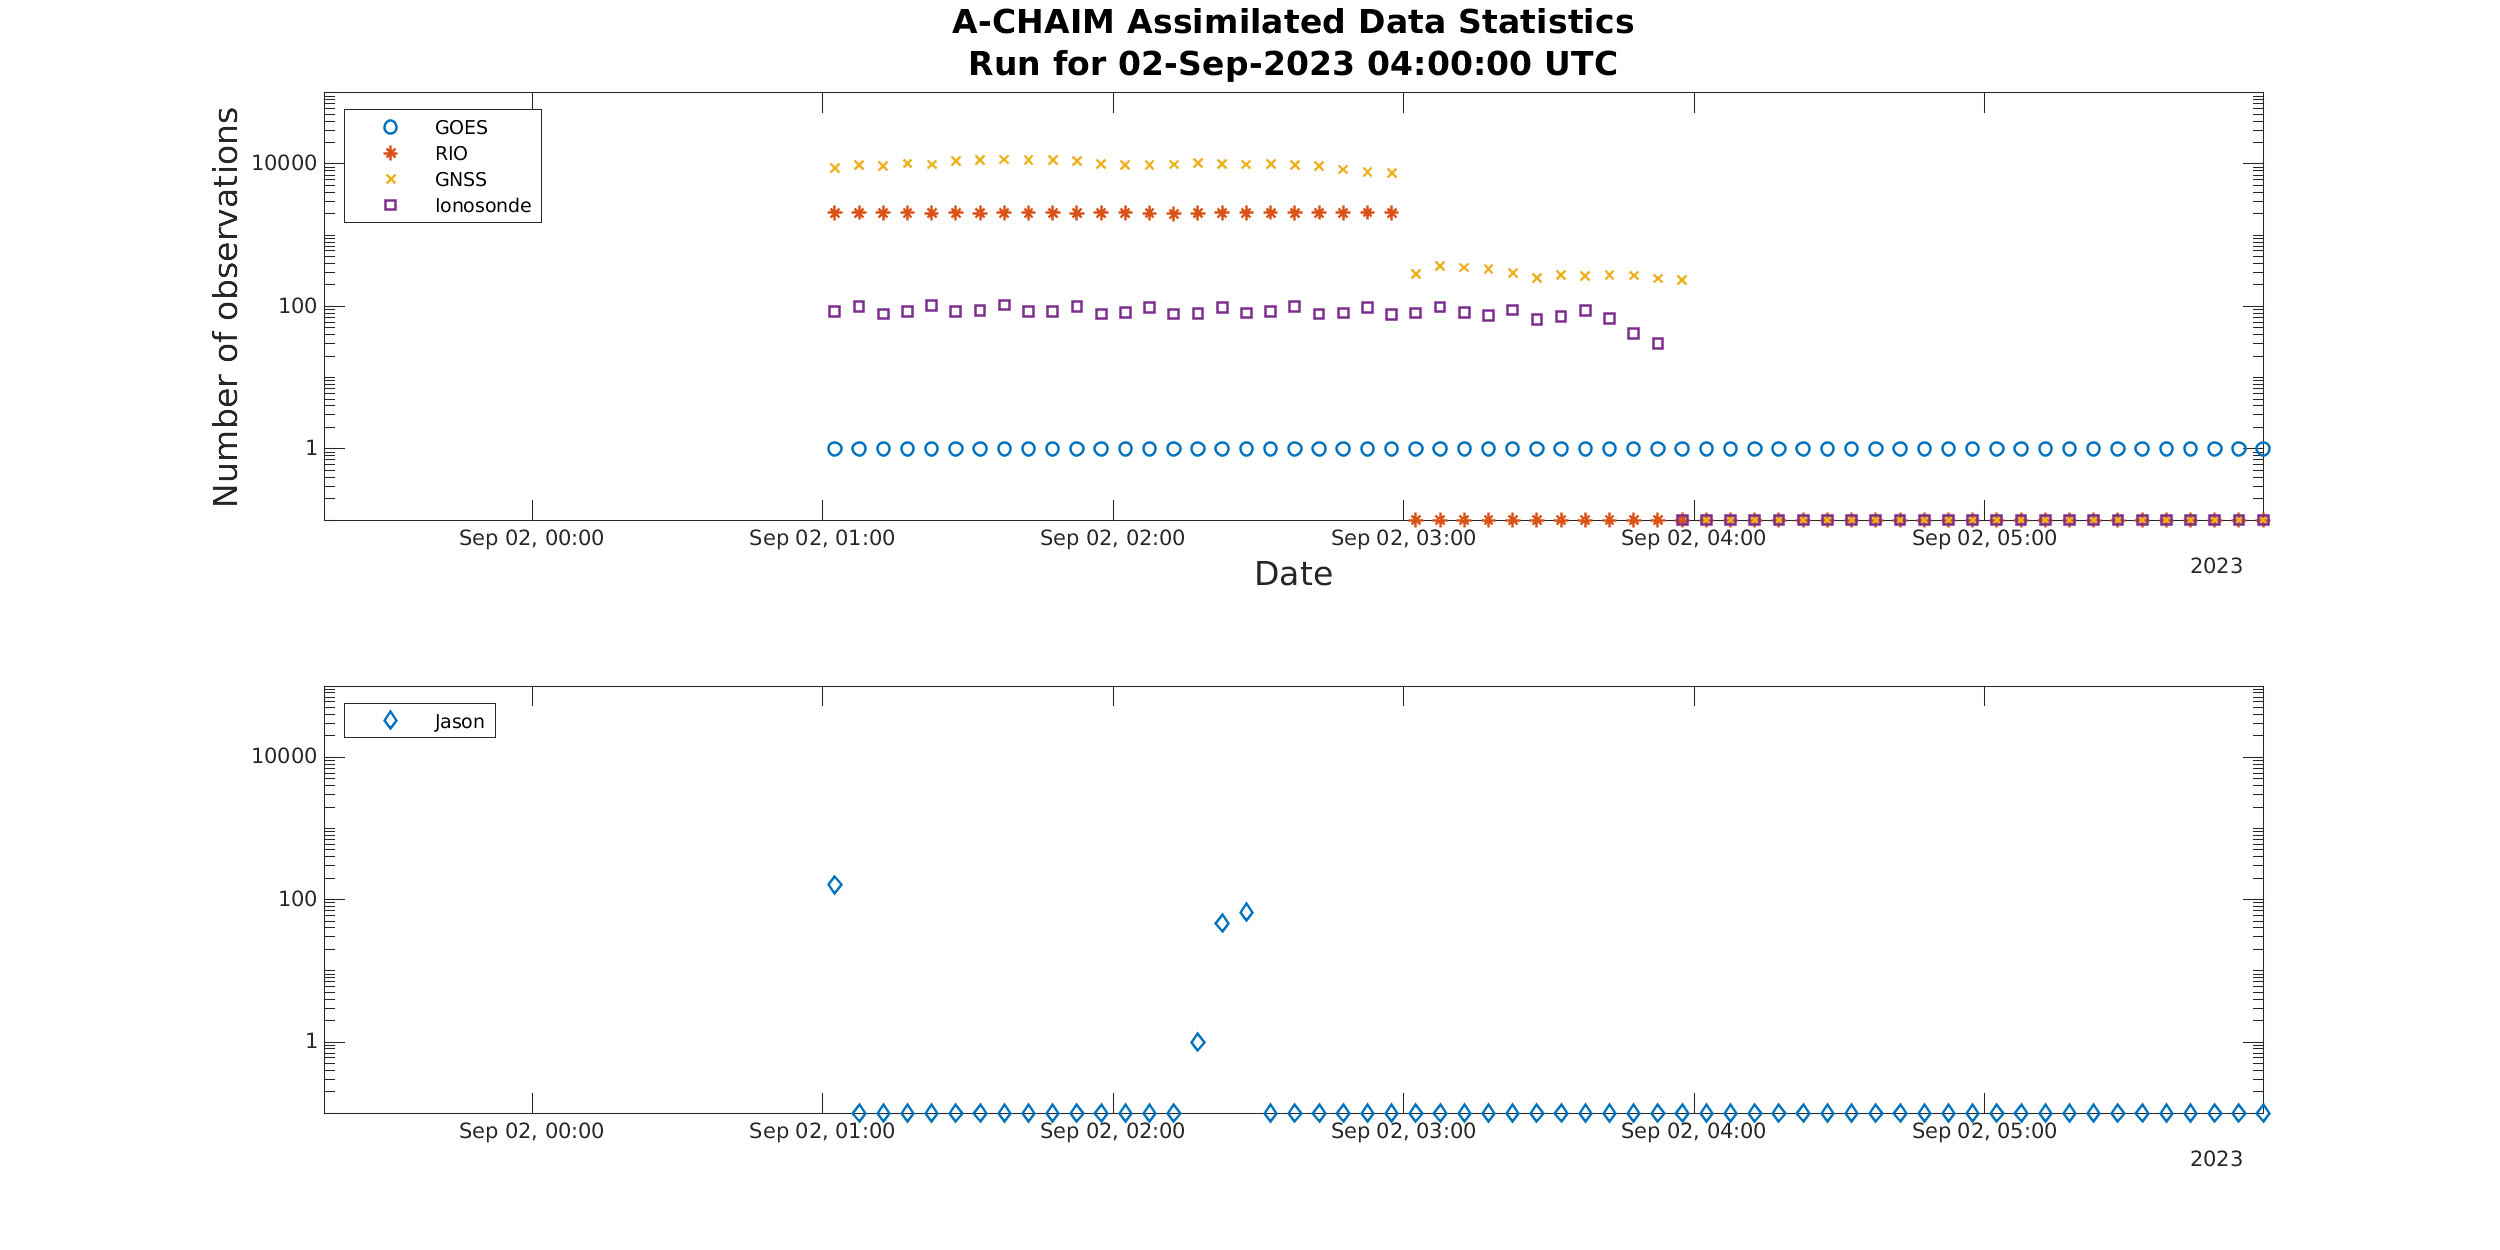 A-CHAIM Assimilated Data Statistics
Run for 02-Sep-2023 04:00:00 UTC
Number of observations
10000
100
1
GOES
RIO
GNSS
Ionosonde
Sep 02, 00:00
Sep 02, 01:00
Sep 02, 02:00
Sep 02, 03:00
Sep 02, 04:00
Sep 02, 05:00
2023
Date
10000
100
1
Jason
Sep 02, 00:00
Sep 02, 01:00
Sep 02, 02:00
Sep 02, 03:00
Sep 02, 04:00
Sep 02, 05:00
2023